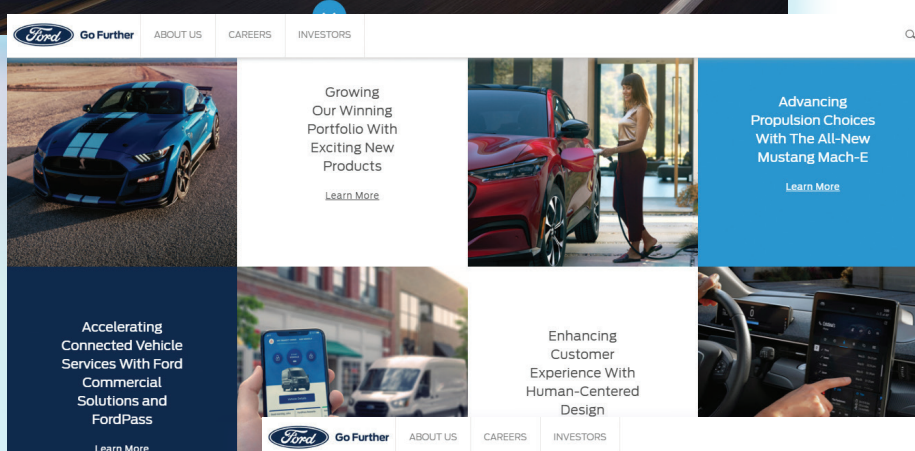 Ford Go Further ABOUT US CAREERS INVESTORS
Growing
Our Winning
Portfolio With
Exciting New
Products
Learn More
Advancing
Propulsion Choices
With The All-New
Mustang Mach-E
Learn More
Accelerating
Connected Vehicle
Services With Ford
Commercial
Solutions and
FordPass
Learn More
Enhancing
Customer
Experience With
Human-Centered
Design
Ford Go Further ABOUT US CAREERS INVESTORS